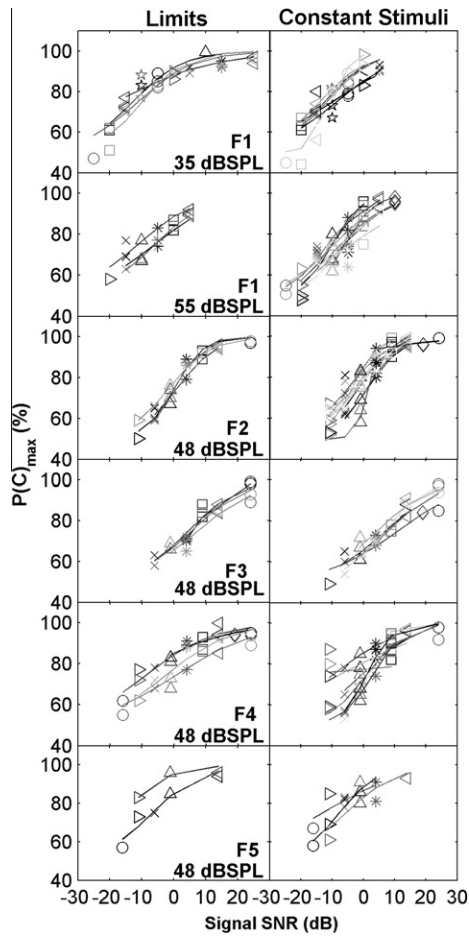 Limits Constant Stimuli
100
80
60
40
F1
35 dBSPL
100
80
60
40
F1
55 dBSPL
100
80
60
40
F2
48 dBSPL
100
80
60
40
F3
48 dBSPL
100
80
60
40
F4
48 dBSPL
100
80
60
40
F5
48 dBSPL
P(C)max (%)
-30 -20 -10 0 10 20 -30 -20 -10 0 10 20 30
Signal SNR (dB) Signal SNR (dB)